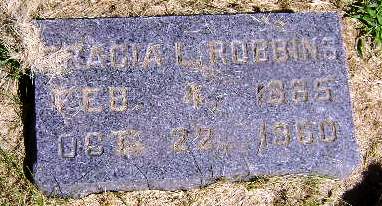 GRACIA L. ROBBINS
FEB. 4, 1885
OCT. 22, 1960